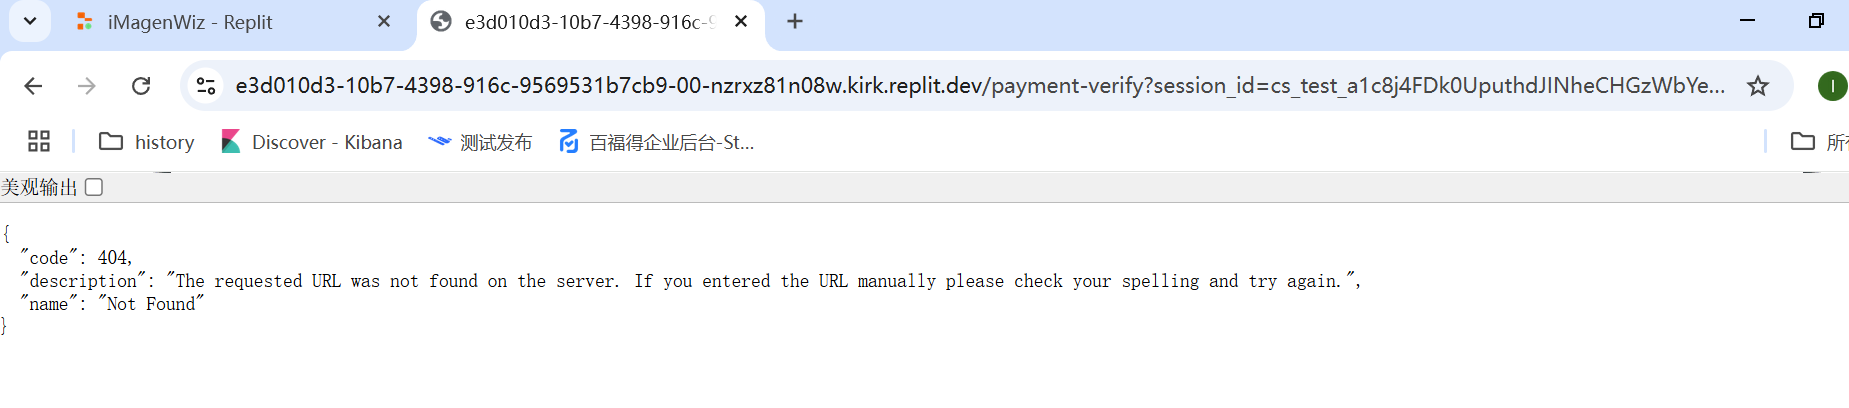 iMagenWiz - Replit
e3d010d3-10b7-4398-916c-9
e3d010d3-10b7-4398-916c-9569531b7cb9-00-nzrxz81n08w.kirk.replit.dev/payment-verify?session_id=cs_test_a1c8j4FDk0UputhdJINheCHGzWbYe...
I
history
Discover - Kibana
测试发布
百福得企业后台-St...
所有
美观输出
{
"code": 404,
"description": "The requested URL was not found on the server. If you entered the URL manually please check your spelling and try again.",
"name": "Not Found"
}